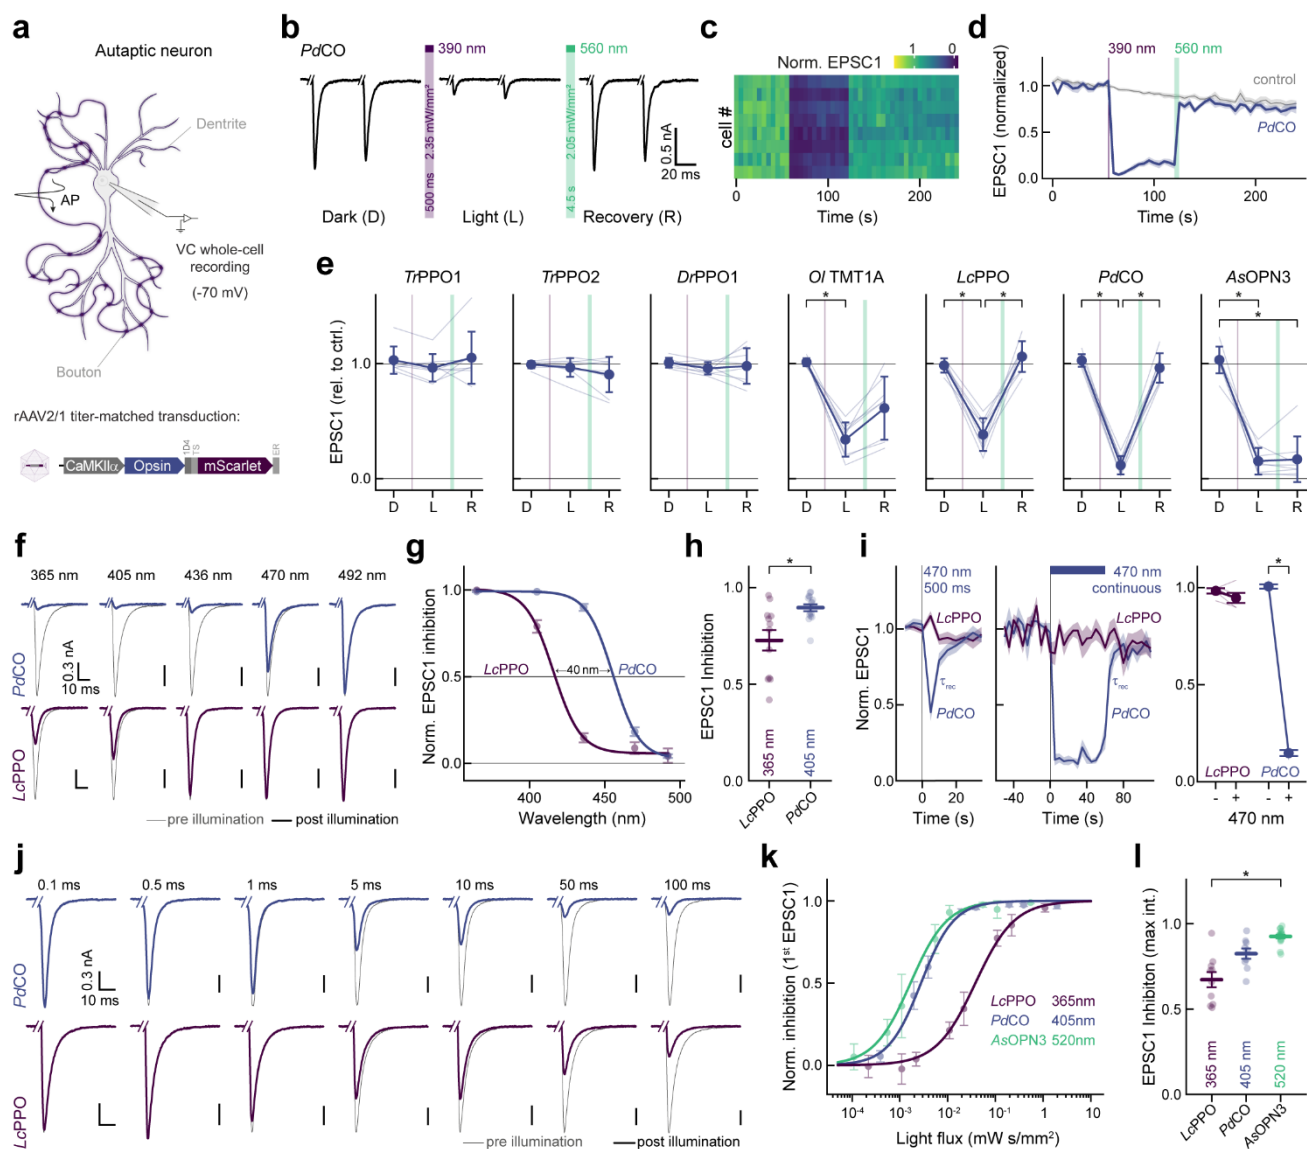 a
Autaptic neuron
Dendrite
AP
VC whole-cell
recording
(-70 mV)
Bouton
rAAV2/1 titer-matched transduction:
CaMKIIα
Opsin
1D4
TS
mScarlet
ER
b
PdCO
390 nm
560 nm
500 ms 2.35 mW/mm²
4.5 s 2.05 mW/mm²
0.5 nA
20 ms
Dark (D)
Light (L)
Recovery (R)
c
Norm. EPSC1
1 0
cell #
0 100 200
Time (s)
d
390 nm 560 nm
control
PdCO
EPSC1 (normalized)
1.0
0.5
0
0 100 200
Time (s)
e
TrPPO1 TrPPO2 DrPPO1 Ol TMT1A LcPPO PdCO AsOPN3
* * * * * * *
EPSC1 (rel. to ctrl.)
1.0
0.0
D L R D L R D L R D L R D L R D L R D L R
f
365 nm 405 nm 436 nm 470 nm 492 nm
PdCO
0.3 nA
10 ms
LcPPO
pre illumination post illumination
g
Norm. EPSC1 inhibition
1.0
0.5
0.0
LcPPO
40 nm
PdCO
400 450 500
Wavelength (nm)
h
*
EPSC1 Inhibition
1.0
0.5
0.0
365 nm
405 nm
LcPPO PdCO
i
470 nm
500 ms
LcPPO
τrec
PdCO
Norm. EPSC1
1.0
0.5
0.0
0 20
Time (s)
470 nm
continuous
LcPPO
τrec
PdCO
-40 0 40 80
Time (s)
*
1.0
0.5
0.0
LcPPO PdCO
- + - +
470 nm
j
0.1 ms 0.5 ms 1 ms 5 ms 10 ms 50 ms 100 ms
PdCO
0.3 nA
10 ms
LcPPO
pre illumination post illumination
k
Norm. inhibition (1st EPSC1)
1.0
0.5
0.0
LcPPO 365nm
PdCO 405nm
AsOPN3 520nm
10-4 10-3 10-2 10-1 1 10
Light flux (mW s/mm²)
l
*
EPSC1 Inhibiton (max int.)
1.0
0.5
0.0
365 nm
405 nm
520 nm
LcPPO PdCO AsOPN3